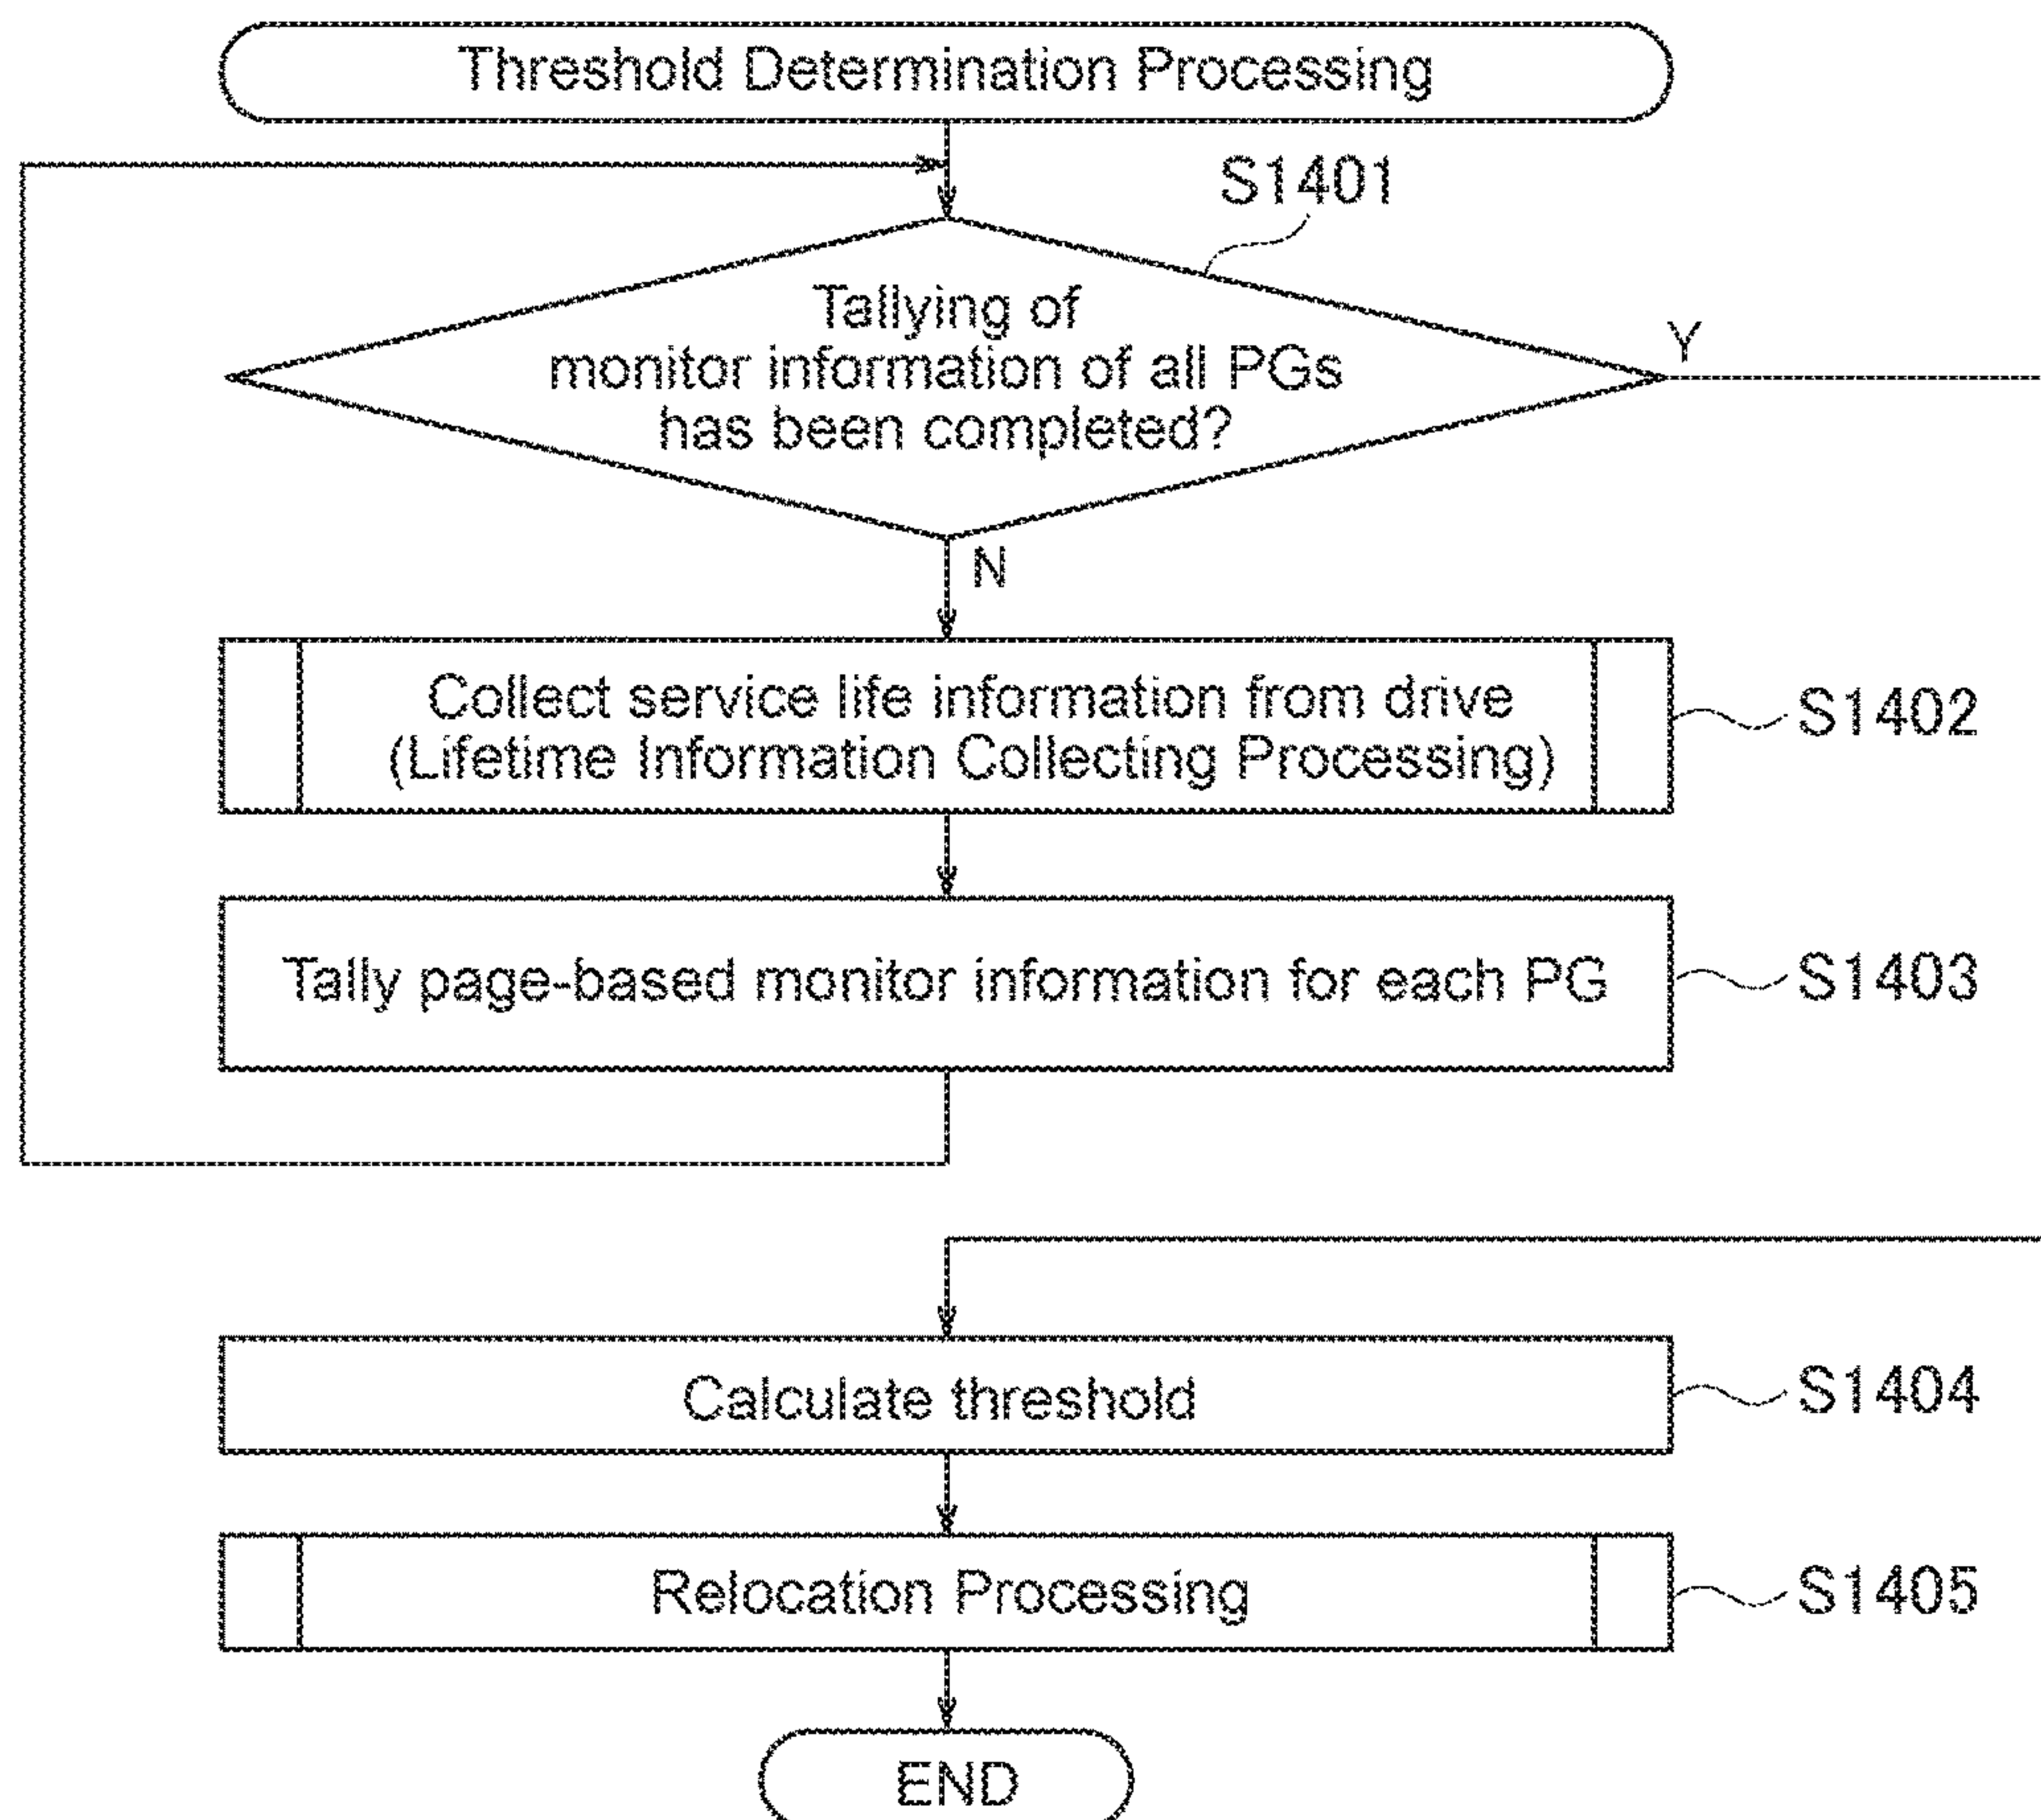 Threshold Determination Processing
S1401
Tallying of
monitor information of all PGs
has been completed?
Y
N
Collect service life information from drive
(Lifetime Information Collecting Processing)
S1402
Tally page-based monitor information for each PG
S1403
Calculate threshold
S1404
Relocation Processing
S1405
END